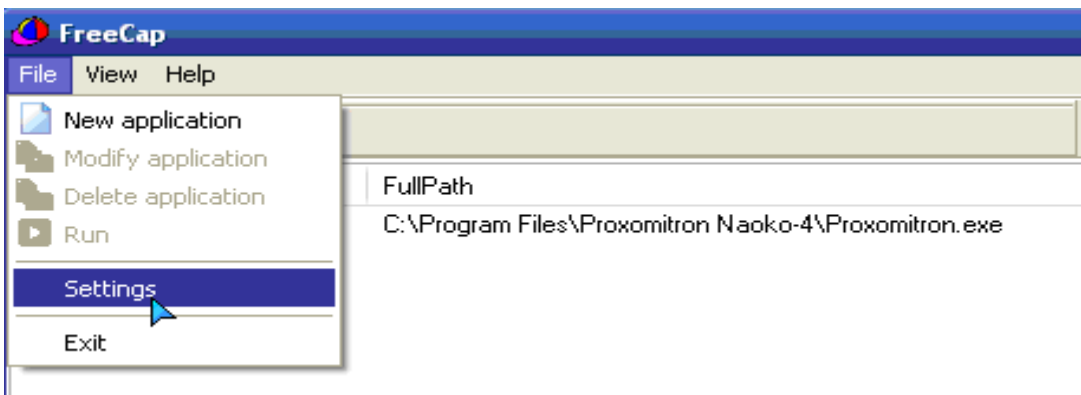 FreeCap
File View Help
New application
Modify application
Delete application
FullPath
Run
C:\Program Files\Proxomitron Naoko-4\Proxomitron.exe
Settings
Exit